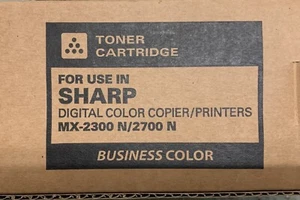 TONER
CARTRIDGE
FOR USE IN
SHARP
DIGITAL COLOR COPIER/PRINTERS
MX-2300 N/2700 N
BUSINESS COLOR